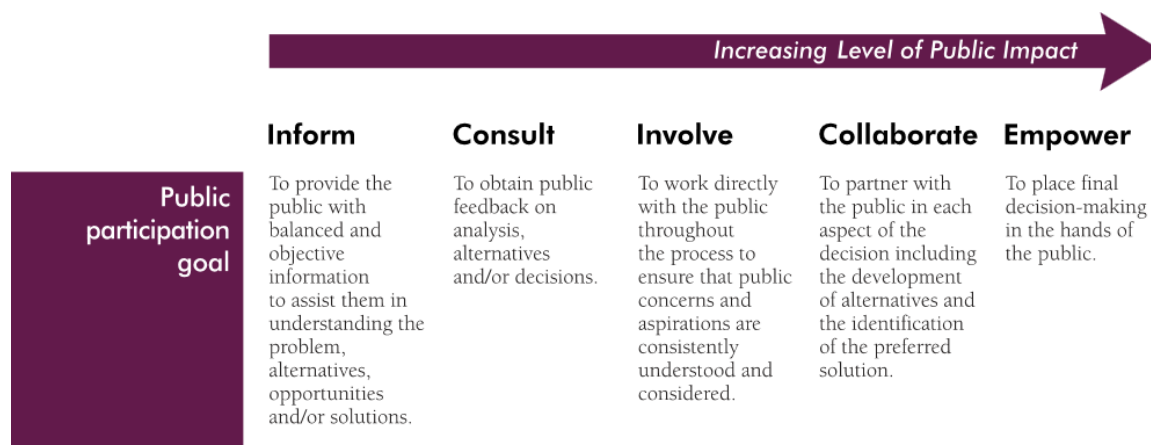 Increasing Level of Public Impact
Inform
Consult
Involve
Collaborate
Empower
Public
participation
goal
To provide the
public with
balanced and
objective
information
to assist them in
understanding the
problem,
alternatives,
opportunities
and/or solutions.
To obtain public
feedback on
analysis,
alternatives
and/or decisions.
To work directly
with the public
throughout
the process to
ensure that public
concerns and
aspirations are
consistently
understood and
considered.
To partner with
the public in each
aspect of the
decision including
the development
of alternatives and
the identification
of the preferred
solution.
To place final
decision-making
in the hands of
the public.